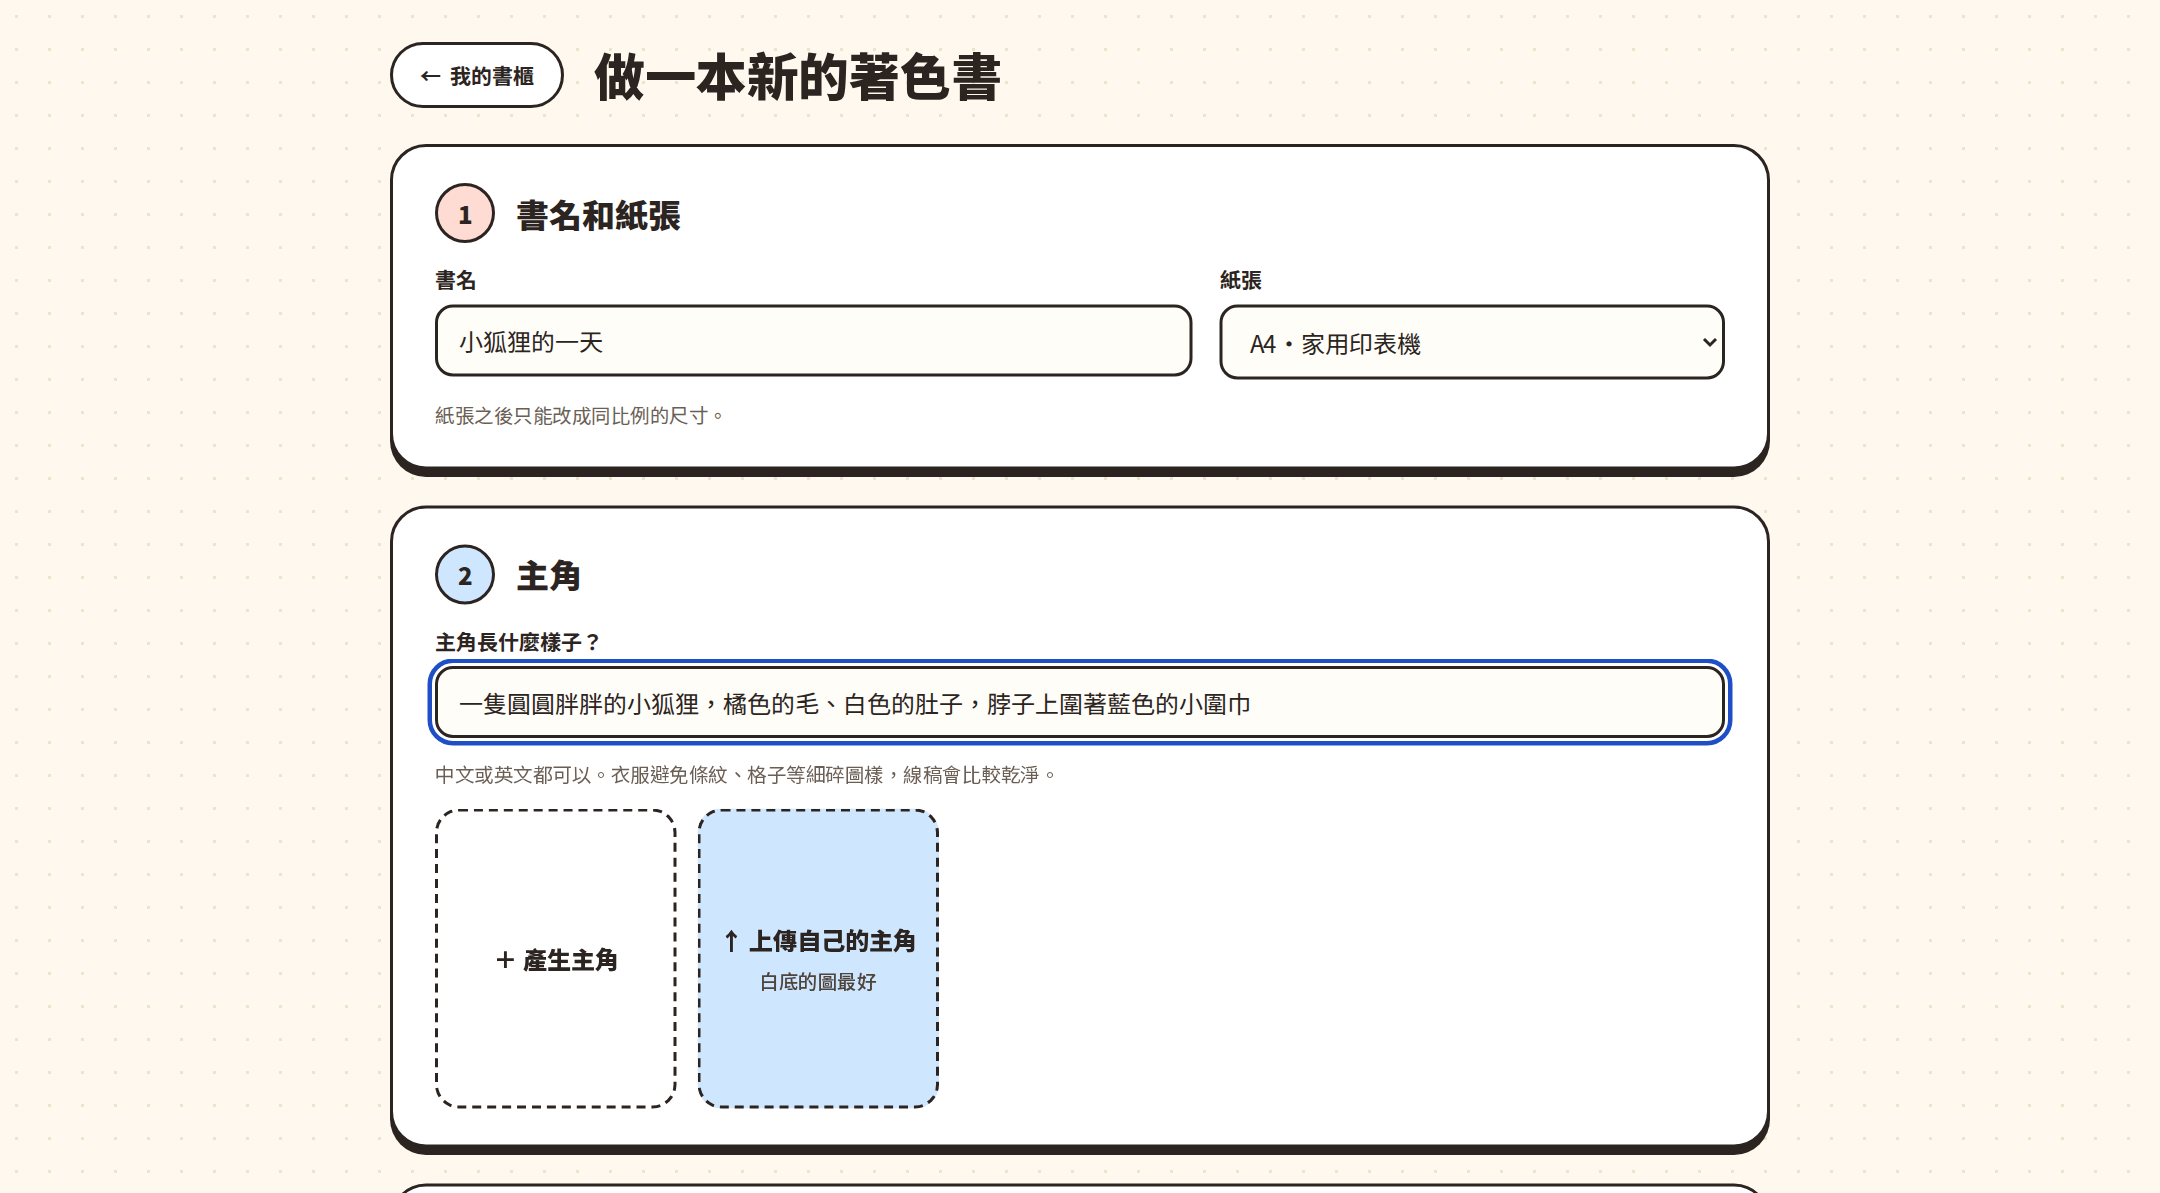 ← 我的書櫃
做一本新的著色書
1
書名和紙張
書名
紙張
小狐狸的一天
A4・家用印表機
紙張之後只能改成同比例的尺寸。
2
主角
主角長什麼樣子？
一隻圓圓胖胖的小狐狸，橘色的毛、白色的肚子，脖子上圍著藍色的小圍巾
中文或英文都可以。衣服避免條紋、格子等細碎圖樣，線稿會比較乾淨。
＋ 產生主角
↑ 上傳自己的主角
白底的圖最好